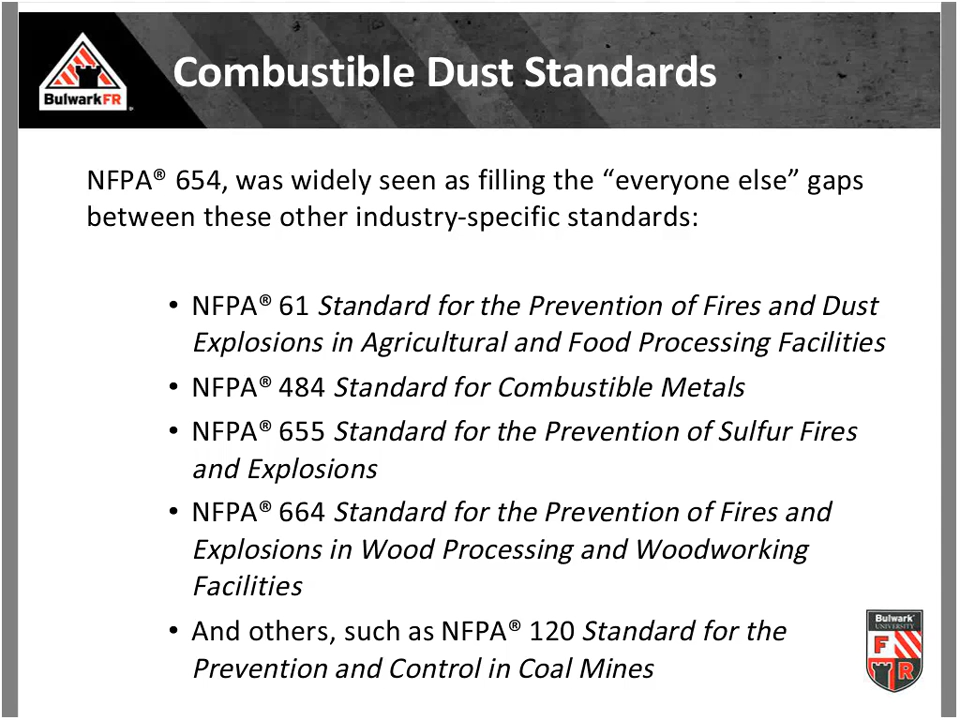 BulwarkFR®
Combustible Dust Standards
NFPA® 654, was widely seen as filling the “everyone else” gaps
between these other industry-specific standards:
• NFPA® 61 Standard for the Prevention of Fires and Dust
Explosions in Agricultural and Food Processing Facilities
• NFPA® 484 Standard for Combustible Metals
• NFPA® 655 Standard for the Prevention of Sulfur Fires
and Explosions
• NFPA® 664 Standard for the Prevention of Fires and
Explosions in Wood Processing and Woodworking
Facilities
• And others, such as NFPA® 120 Standard for the
Prevention and Control in Coal Mines
Bulwark®
UNIVERSITY
F
R